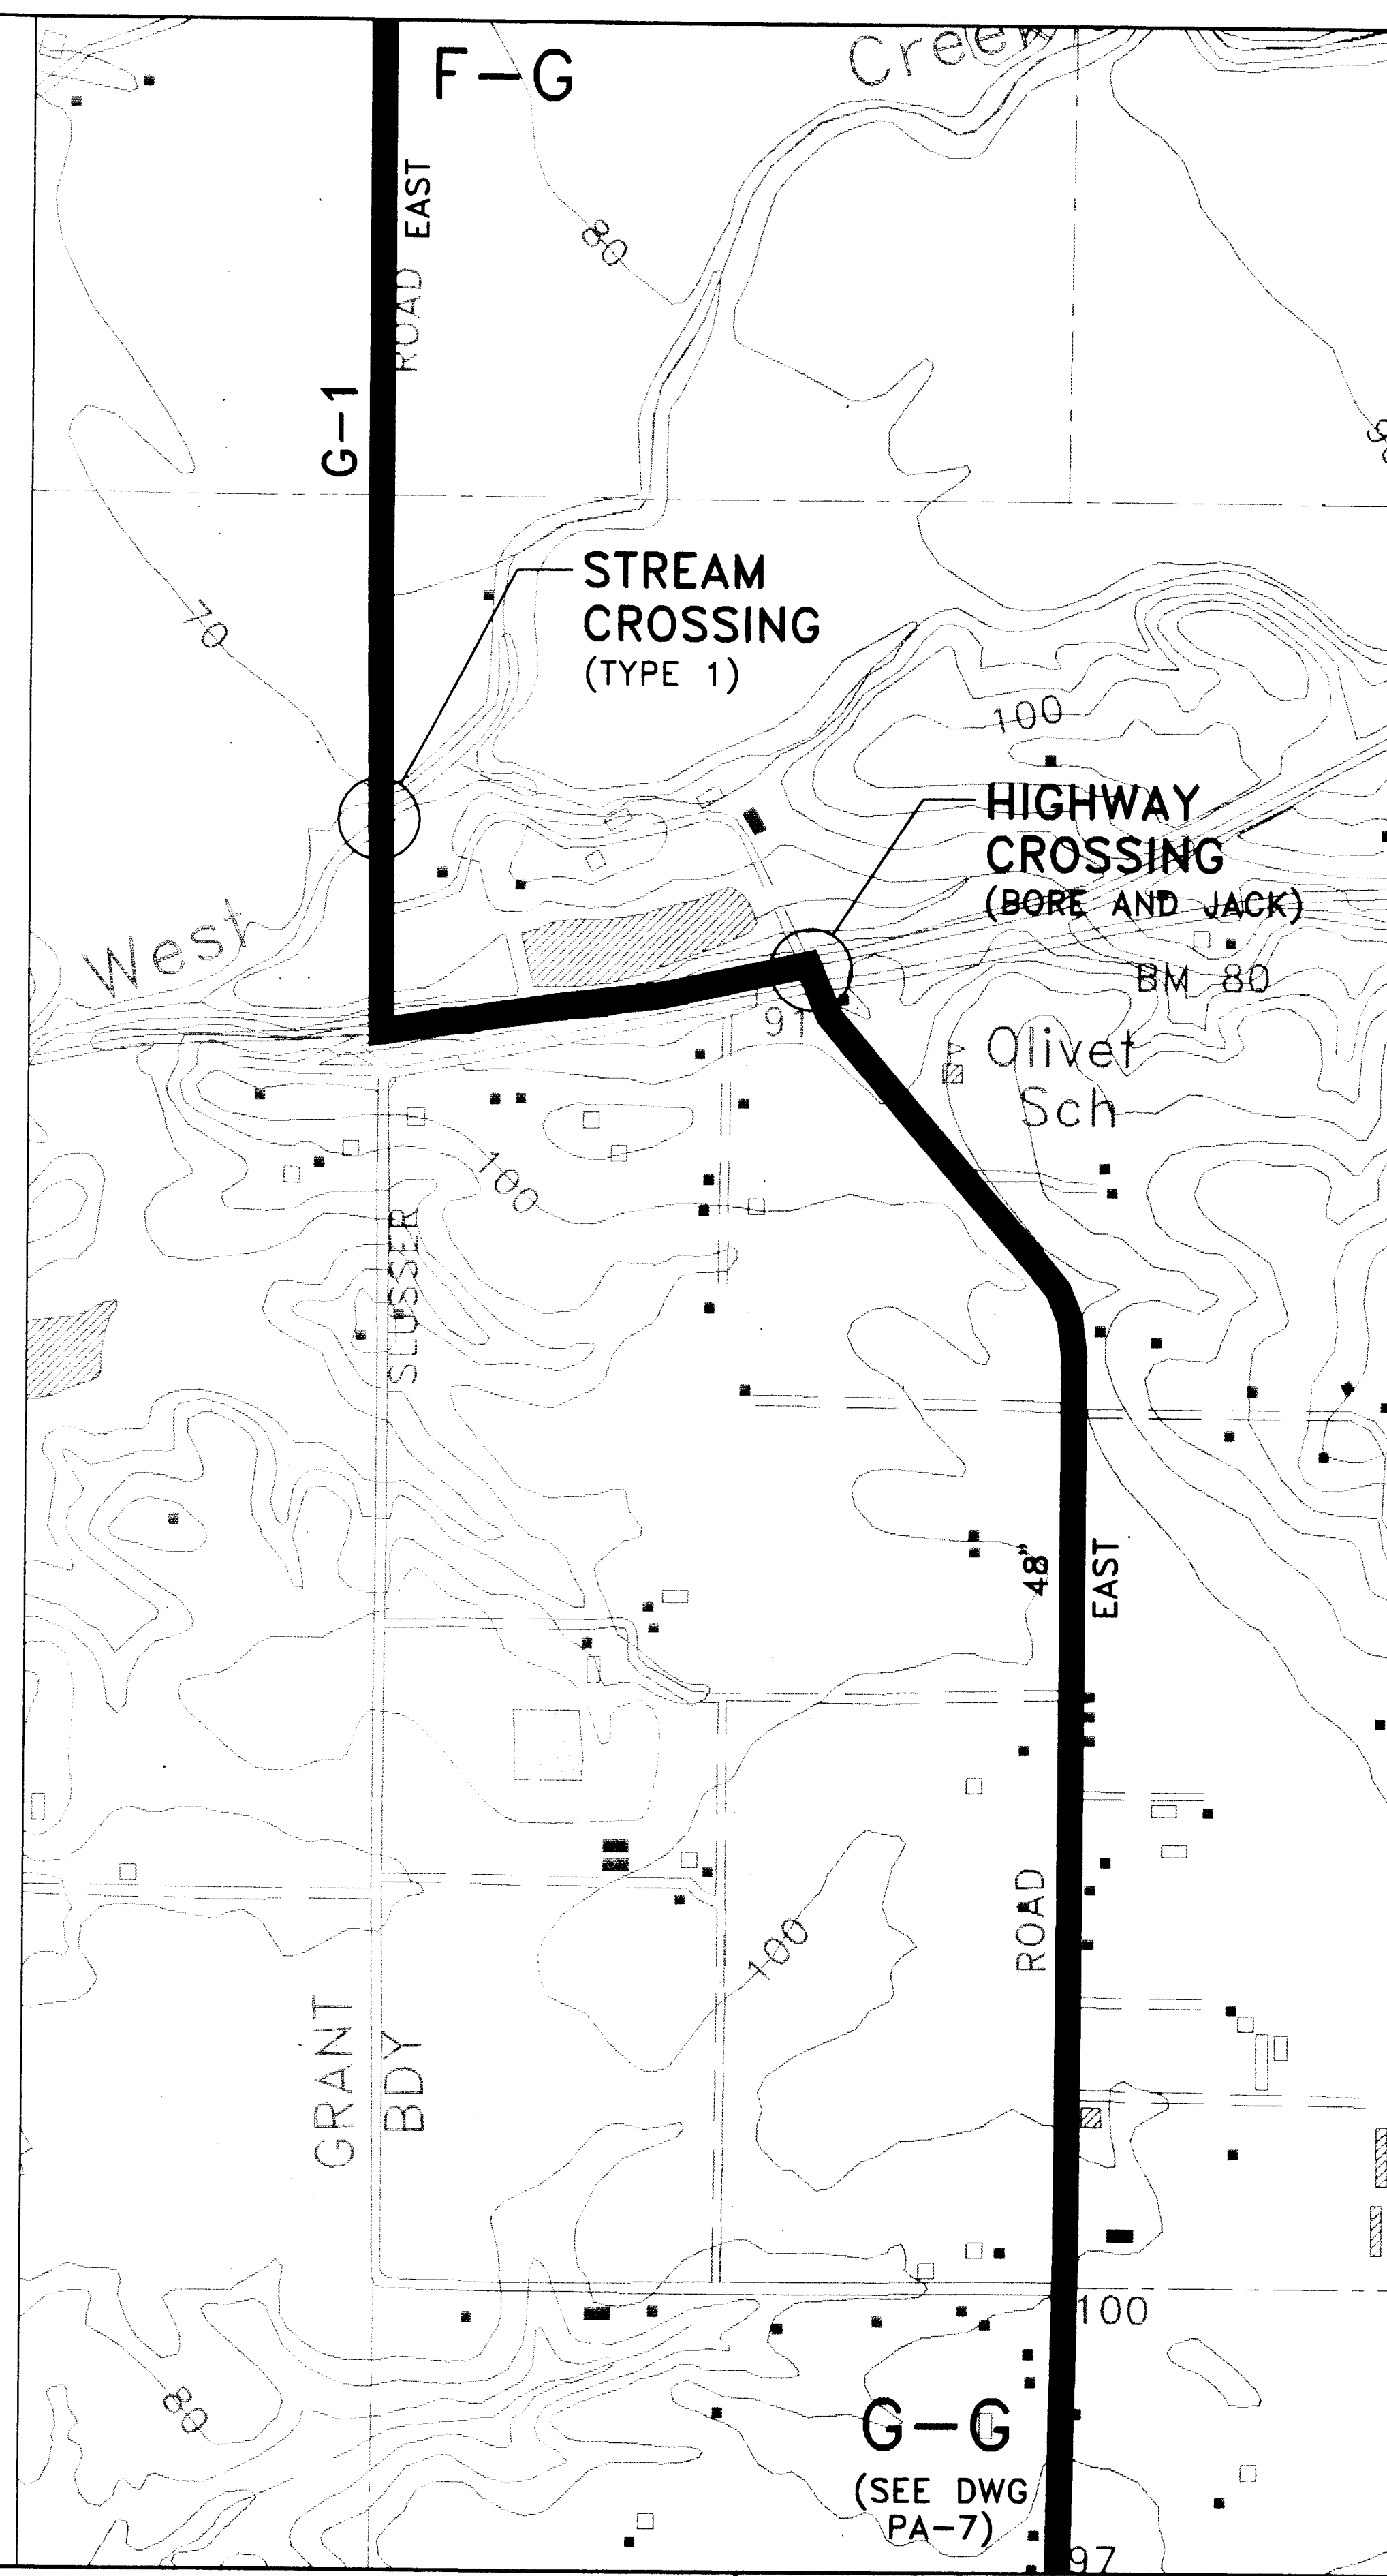 F-G
Creek
EAST
ROAD
80
G-1
STREAM
CROSSING
(TYPE 1)
70
100
HIGHWAY
CROSSING
(BORE AND JACK)
West
BM 80
91
Olivet
Sch
100
SLUSSER
48"
EAST
ROAD
100
GRANT
BDY
100
80
G-G
(SEE DWG
PA-7)
97